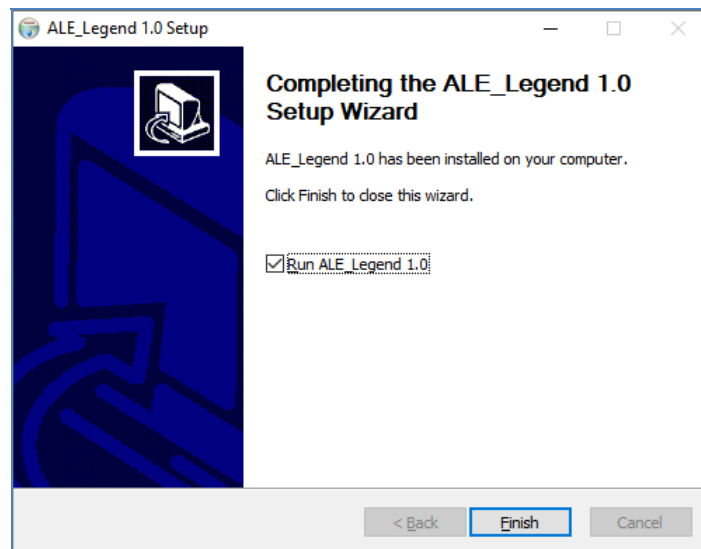 ALE_Legend 1.0 Setup
Completing the ALE_Legend 1.0
Setup Wizard
ALE_Legend 1.0 has been installed on your computer.
Click Finish to close this wizard.
Run ALE_Legend 1.0
< Back
Finish
Cancel